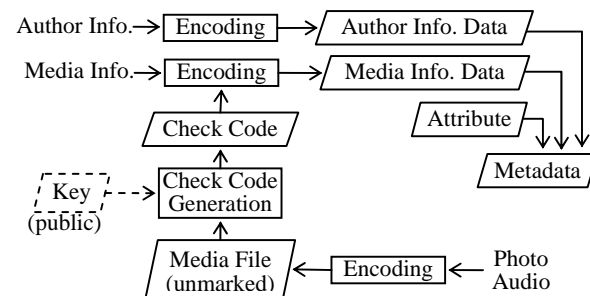 Author Info.
Encoding
Author Info. Data
Media Info.
Encoding
Media Info. Data
Attribute
Check Code
Metadata
Key
(public)
Check Code
Generation
Media File
(unmarked)
Encoding
Photo
Audio